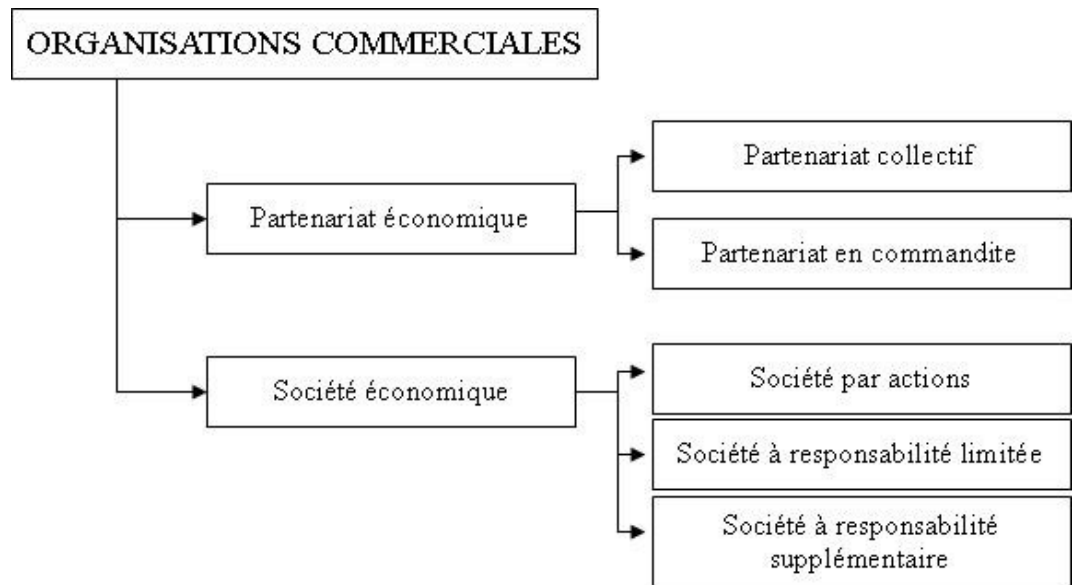 ORGANISATIONS COMMERCIALES
Partenariat économique
Partenariat collectif
Partenariat en commandite
Société économique
Société par actions
Société à responsabilité limitée
Société à responsabilité
supplémentaire